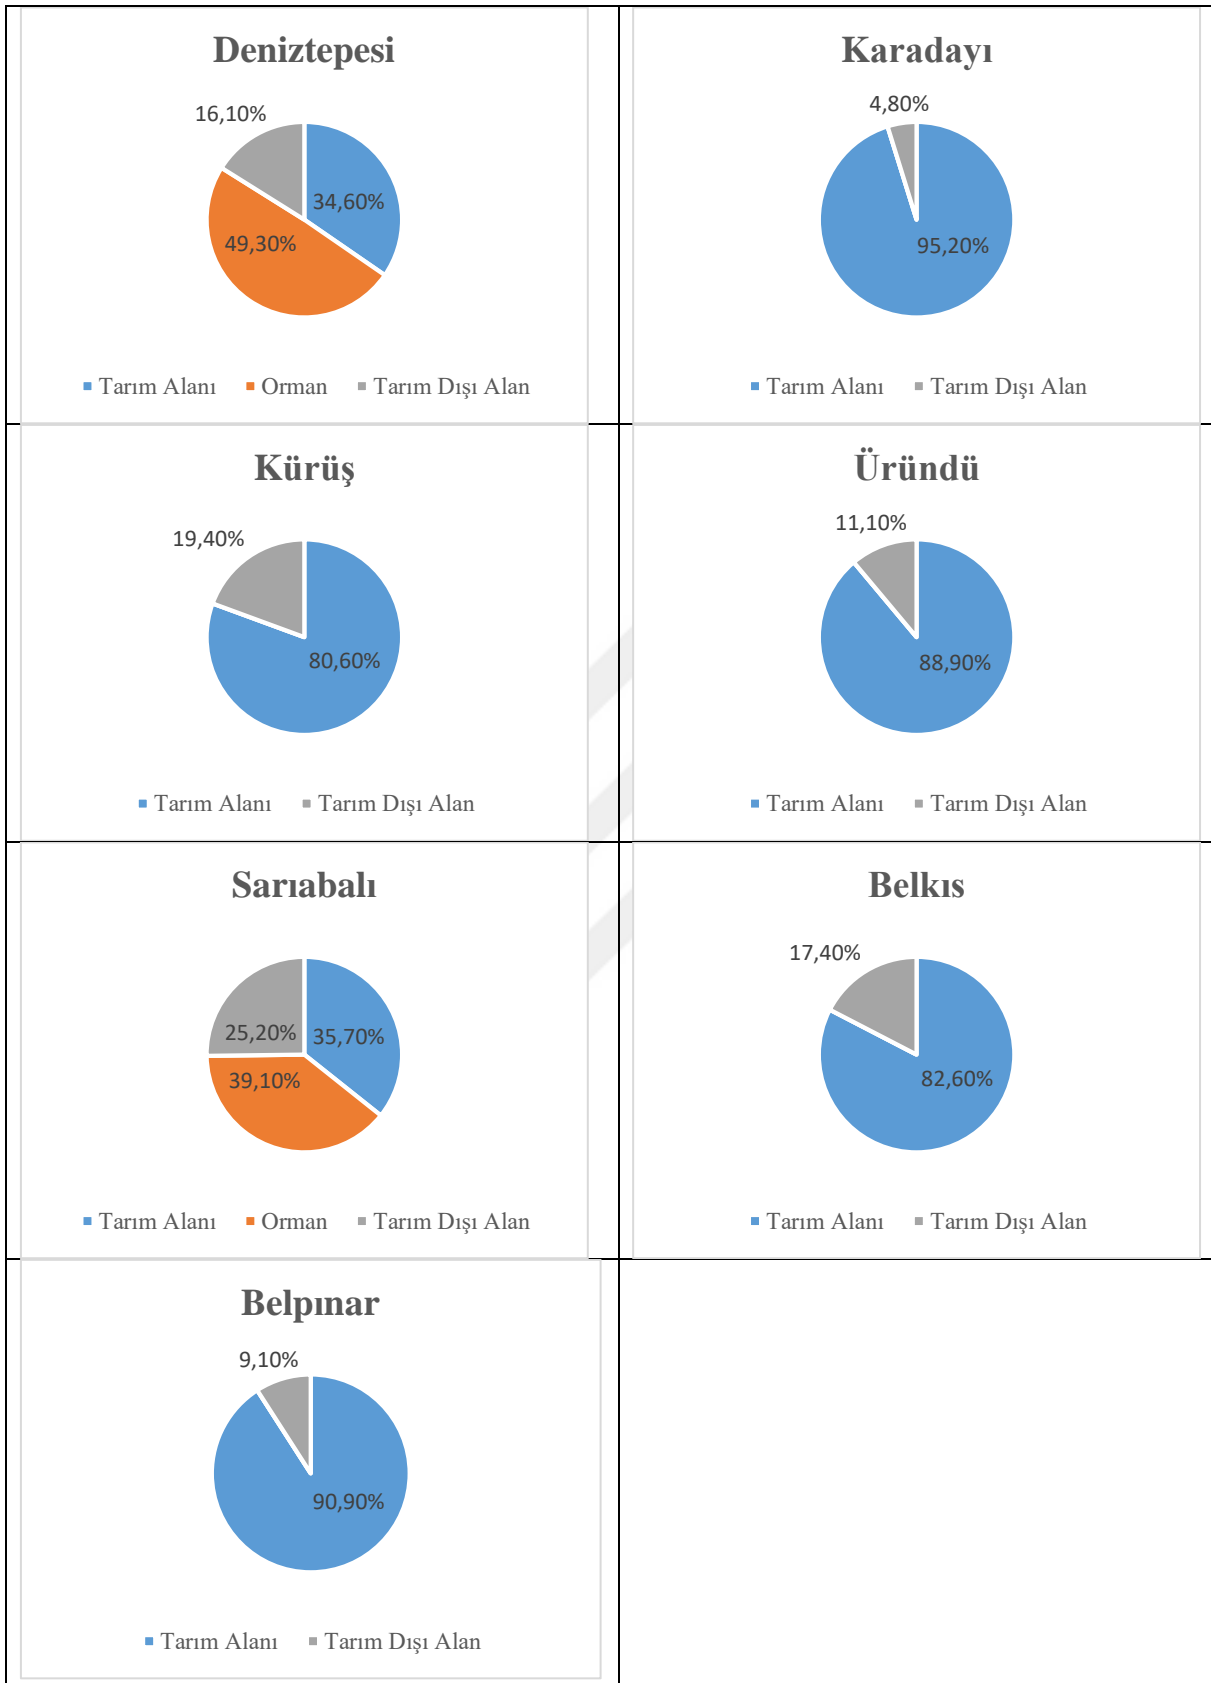 Deniztepesi
16,10%
34,60%
49,30%
Tarım Alanı Orman Tarım Dışı Alan
Karadayı
4,80%
95,20%
Tarım Alanı Tarım Dışı Alan
Kürüş
19,40%
80,60%
Tarım Alanı Tarım Dışı Alan
Üründü
11,10%
88,90%
Tarım Alanı Tarım Dışı Alan
Sarıabalı
25,20% 35,70%
39,10%
Tarım Alanı Orman Tarım Dışı Alan
Belkıs
17,40%
82,60%
Tarım Alanı Tarım Dışı Alan
Belpınar
9,10%
90,90%
Tarım Alanı Tarım Dışı Alan